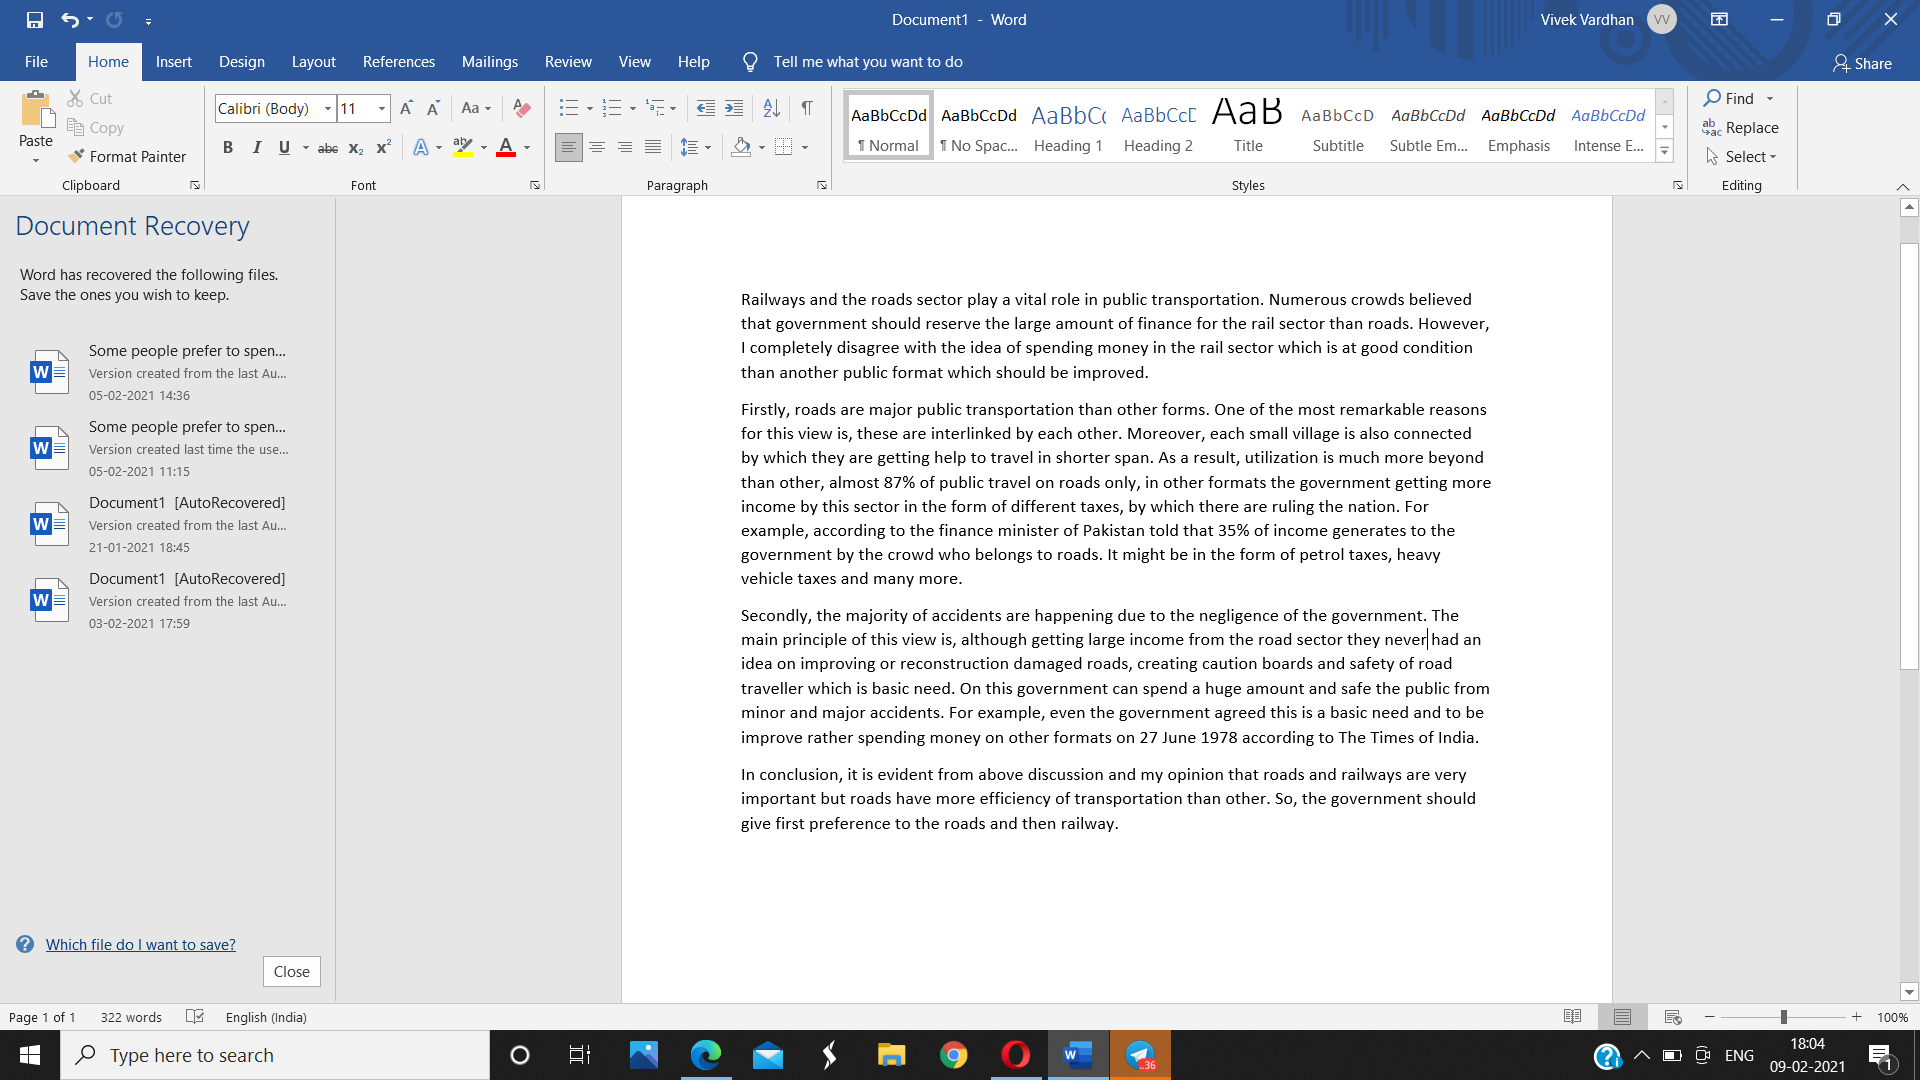 Document1 - Word
Vivek Vardhan
VV
File Home Insert Design Layout References Mailings Review View Help Tell me what you want to do
Share
Paste
Cut
Copy
Format Painter
Clipboard
Calibri (Body) 11
Font
Paragraph
AaBbCcDd ¶ Normal
AaBbCcDd ¶ No Spac...
AaBbCc Heading 1
AaBbCcE Heading 2
AaB Title
AaBbCcD Subtitle
AaBbCcDd Subtle Em...
AaBbCcDd Emphasis
AaBbCcDd Intense E...
Styles
Find
Replace
Select
Editing
Document Recovery
Word has recovered the following files.
Save the ones you wish to keep.
Some people prefer to spen...
Version created from the last Au...
05-02-2021 14:36
Some people prefer to spen...
Version created last time the use...
05-02-2021 11:15
Document1 [AutoRecovered]
Version created from the last Au...
21-01-2021 18:45
Document1 [AutoRecovered]
Version created from the last Au...
03-02-2021 17:59
Which file do I want to save?
Close
Railways and the roads sector play a vital role in public transportation. Numerous crowds believed
that government should reserve the large amount of finance for the rail sector than roads. However,
I completely disagree with the idea of spending money in the rail sector which is at good condition
than another public format which should be improved.
Firstly, roads are major public transportation than other forms. One of the most remarkable reasons
for this view is, these are interlinked by each other. Moreover, each small village is also connected
by which they are getting help to travel in shorter span. As a result, utilization is much more beyond
than other, almost 87% of public travel on roads only, in other formats the government getting more
income by this sector in the form of different taxes, by which there are ruling the nation. For
example, according to the finance minister of Pakistan told that 35% of income generates to the
government by the crowd who belongs to roads. It might be in the form of petrol taxes, heavy
vehicle taxes and many more.
Secondly, the majority of accidents are happening due to the negligence of the government. The
main principle of this view is, although getting large income from the road sector they never had an
idea on improving or reconstruction damaged roads, creating caution boards and safety of road
traveller which is basic need. On this government can spend a huge amount and safe the public from
minor and major accidents. For example, even the government agreed this is a basic need and to be
improve rather spending money on other formats on 27 June 1978 according to The Times of India.
In conclusion, it is evident from above discussion and my opinion that roads and railways are very
important but roads have more efficiency of transportation than other. So, the government should
give first preference to the roads and then railway.
Page 1 of 1 322 words English (India)
100%
Type here to search
ENG
18:04
09-02-2021
1